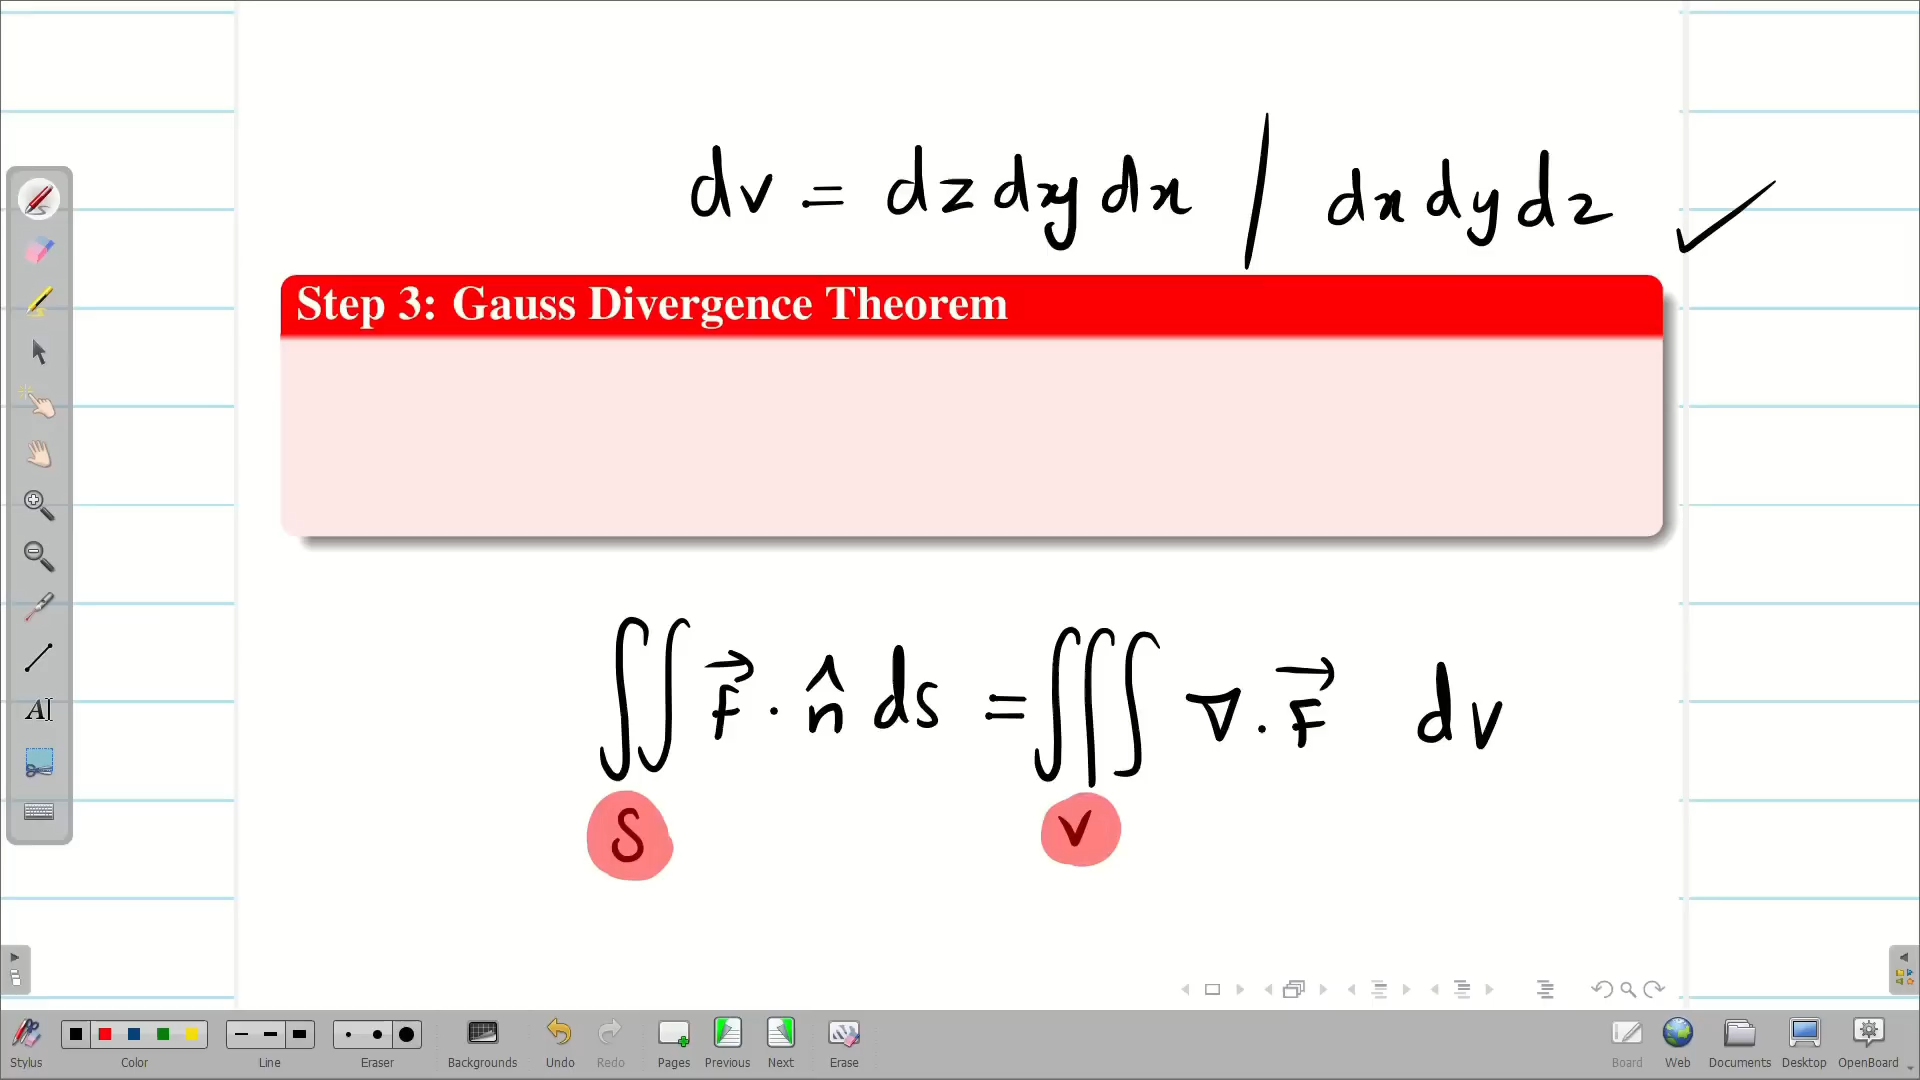 dv = dz dy dx / dx dy dz ✓
Step 3: Gauss Divergence Theorem
∬ F⃗ · n̂ ds = ∭ ∇ · F⃗ dv
S V
A
Stylus Color Line Eraser Backgrounds Undo Redo Pages Previous Next Erase Board Web Documents Desktop OpenBoard